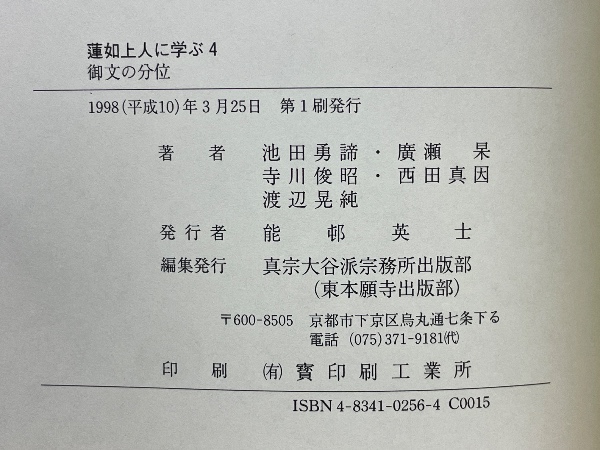 蓮如上人に学ぶ4
御文の分位
1998(平成10)年3月25日 第1刷発行
著者 池田勇諦・廣瀬杲
寺川俊昭・西田真因
渡辺晃純
発行者 能邨英士
編集発行 真宗大谷派宗務所出版部
(東本願寺出版部)
〒600-8505 京都市下京区烏丸通七条下る
電話 (075)371-9181㈹
印刷 ㈲寳印刷工業所
ISBN4-8341-0256-4 C0015